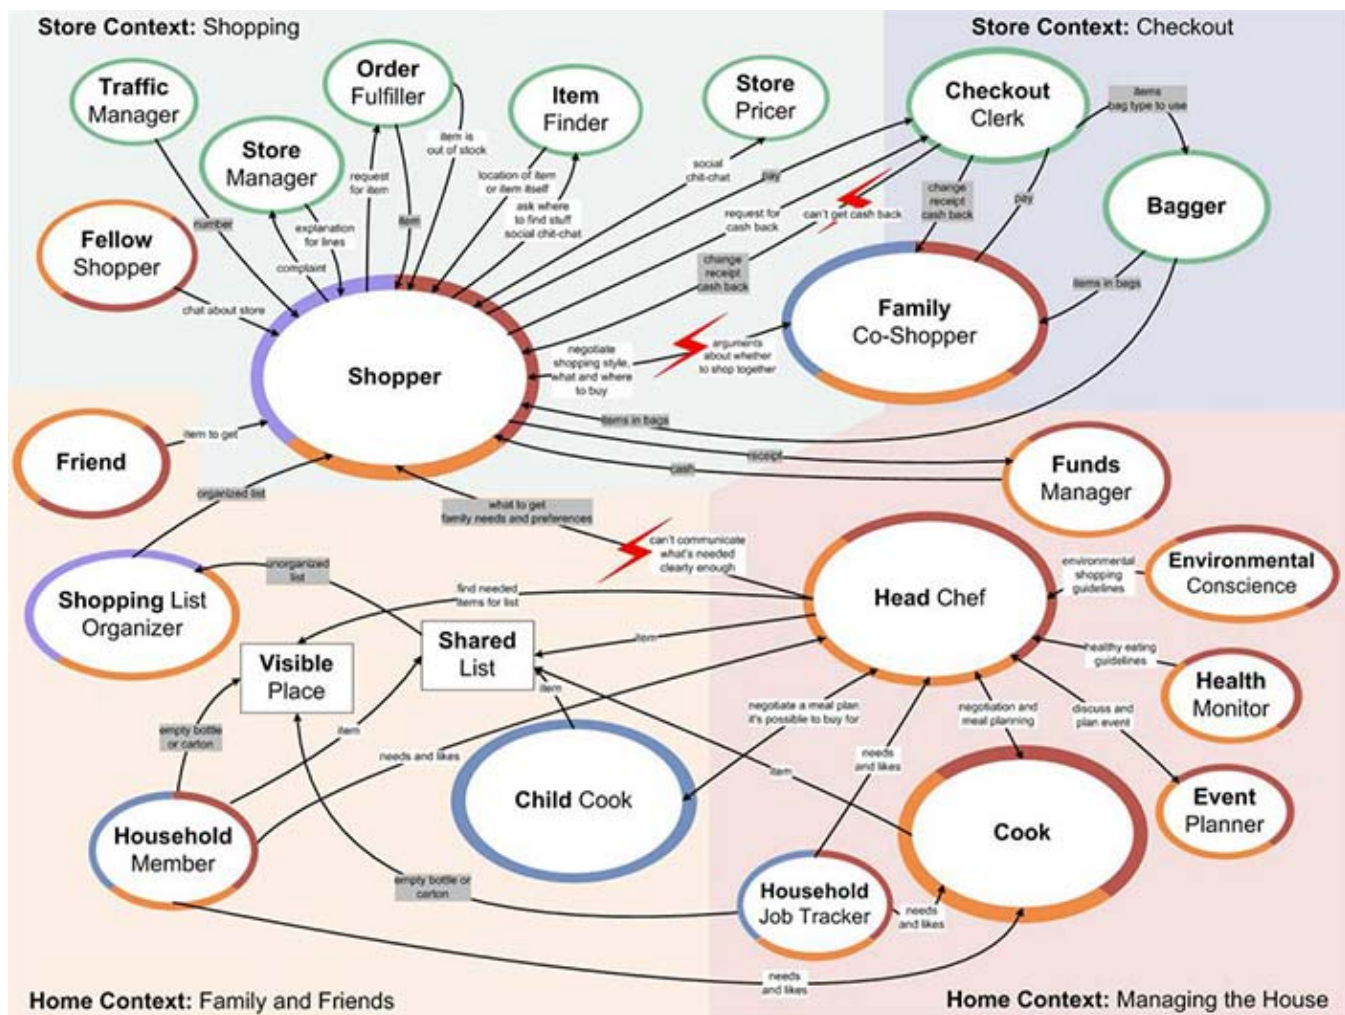 Store Context: Shopping
Store Context: Checkout
Traffic
Manager
Order
Fulfiller
Item
Finder
Store
Pricer
Checkout
Clerk
items
bag type to use
Store
Manager
item is
out of stock
request
for item
location of item
or item itself
ask where
to find stuff
social chit-chat
social
chit-chat
pay
request for
cash back
can't get cash back
change
receipt
cash back
pay
Bagger
Fellow
Shopper
number
explanation
for lines
item
complaint
change
receipt
cash back
items in bags
chat about store
Family
Co-Shopper
Shopper
negotiate
shopping style,
what and where
to buy
arguments
about whether
to shop together
Friend
item to get
items in bags
receipt
cash
Funds
Manager
organized list
what to get
family needs and preferences
can't communicate
what's needed
clearly enough
unorganized
list
find needed
items for list
Head Chef
environmental
shopping
guidelines
Environmental
Conscience
Shopping List
Organizer
Visible
Place
Shared
List
item
item
healthy eating
guidelines
Health
Monitor
negotiate a meal plan
it's possible to buy for
negotiation and
meal planning
discuss and
plan event
empty bottle
or carton
item
needs and likes
needs
and likes
item
Child Cook
Cook
Event
Planner
Household
Member
empty bottle or
carton
Household
Job Tracker
needs
and likes
needs
and likes
Home Context: Family and Friends
Home Context: Managing the House